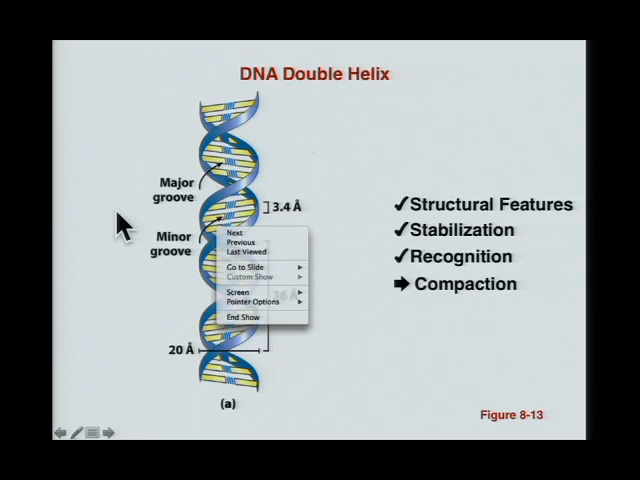 DNA Double Helix
Major
groove
3.4 Å
Minor
groove
Next
Previous
Last Viewed
Go to Slide
Custom Show
Screen
Pointer Options
End Show
36 Å
20 Å
(a)
✓Structural Features
✓Stabilization
✓Recognition
➡ Compaction
Figure 8-13